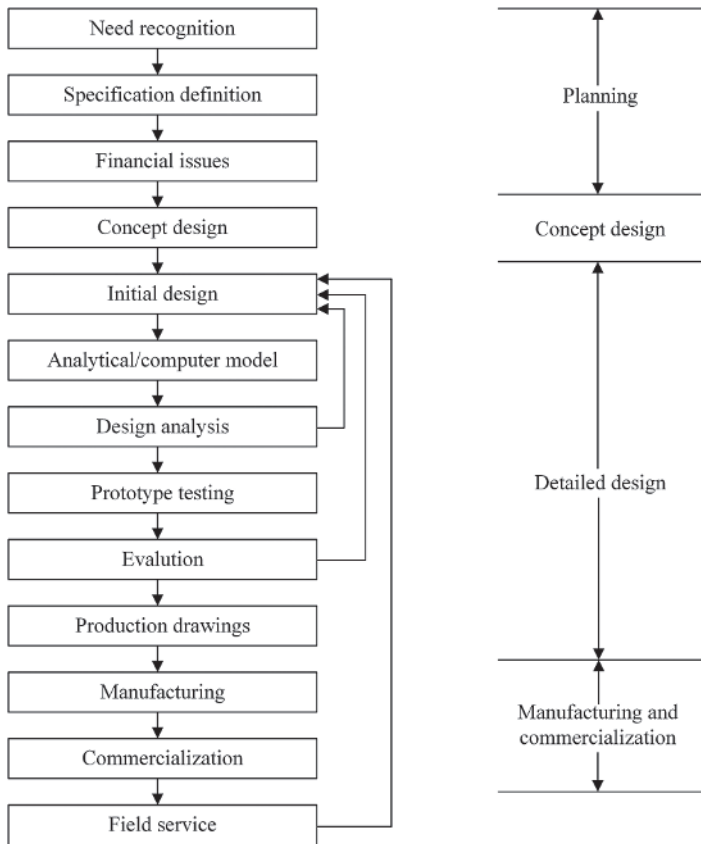 Need recognition
Specification definition
Financial issues
Concept design
Initial design
Analytical/computer model
Design analysis
Prototype testing
Evalution
Production drawings
Manufacturing
Commercialization
Field service
Planning
Concept design
Detailed design
Manufacturing and
commercialization